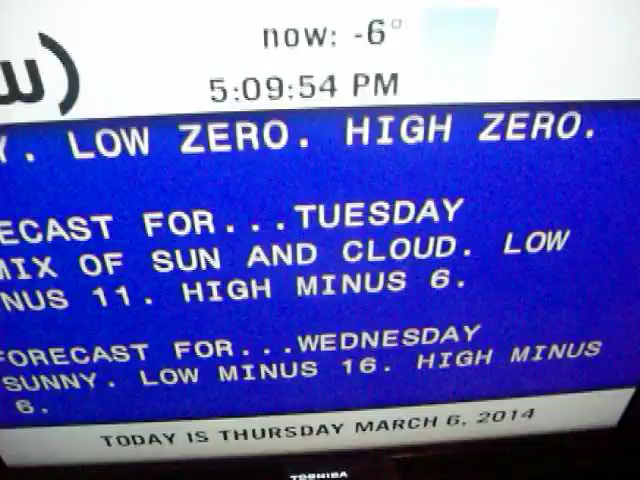 now: -6°
w)
5:09:54 PM
Y. LOW ZERO. HIGH ZERO.
ECAST FOR...TUESDAY
MIX OF SUN AND CLOUD. LOW
NUS 11. HIGH MINUS 6.
FORECAST FOR...WEDNESDAY
SUNNY. LOW MINUS 16. HIGH MINUS
6.
TODAY IS THURSDAY MARCH 6, 2014
TOSHIBA